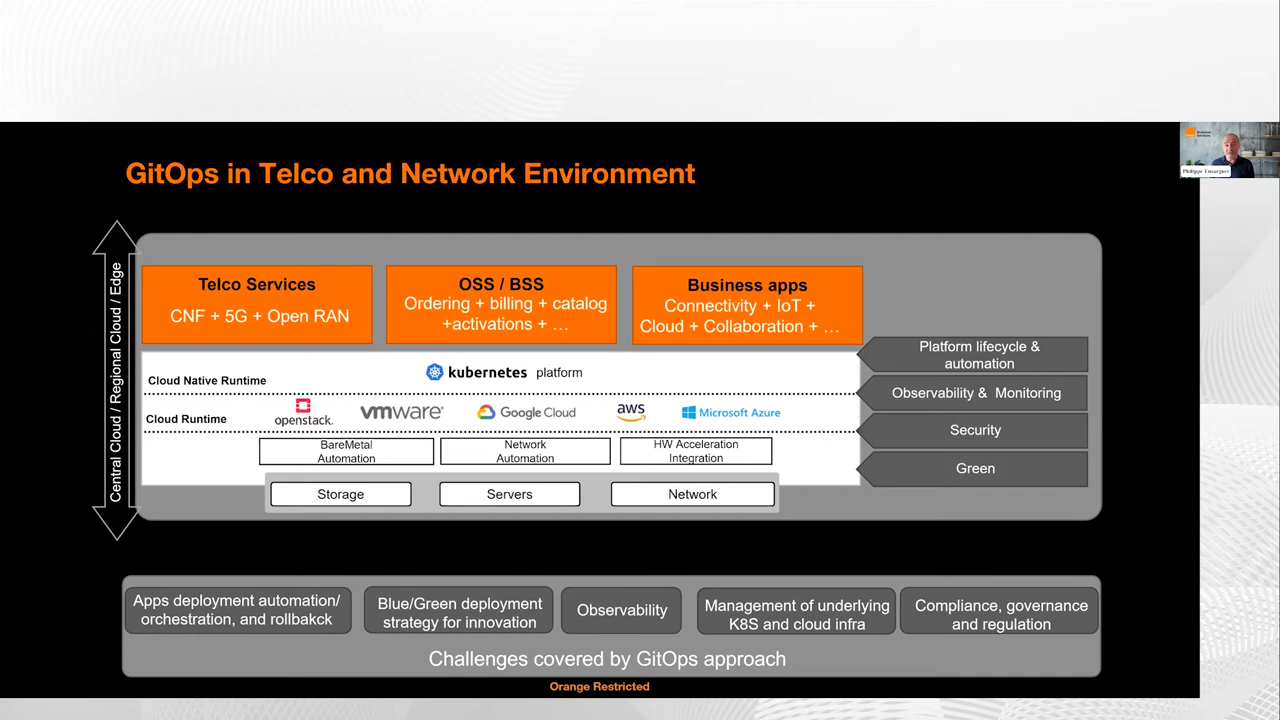 GitOps in Telco and Network Environment
Philippe Ensarguet
Central Cloud / Regional Cloud / Edge
Telco Services
CNF + 5G + Open RAN
OSS / BSS
Ordering + billing + catalog
+activations + …
Business apps
Connectivity + IoT +
Cloud + Collaboration + …
Cloud Native Runtime
kubernetes platform
Cloud Runtime
openstack.
vmware®
Google Cloud
aws
Microsoft Azure
BareMetal
Automation
Network
Automation
HW Acceleration
Integration
Storage
Servers
Network
Platform lifecycle &
automation
Observability & Monitoring
Security
Green
Apps deployment automation/
orchestration, and rollbakck
Blue/Green deployment
strategy for innovation
Observability
Management of underlying
K8S and cloud infra
Compliance, governance
and regulation
Challenges covered by GitOps approach
Orange Restricted